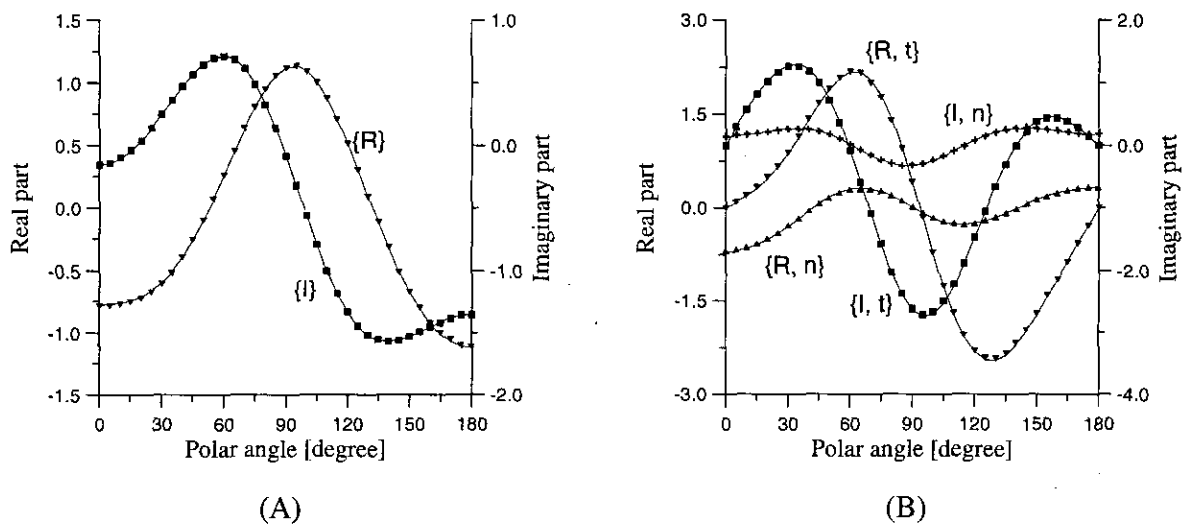 1.5
1.0
0.5
0.0
-0.5
-1.0
-1.5
Real part
1.0
0.0
-1.0
-2.0
Imaginary part
{R}
{I}
0 30 60 90 120 150 180
Polar angle [degree]
(A)
3.0
1.5
0.0
-1.5
-3.0
Real part
2.0
0.0
-2.0
-4.0
Imaginary part
{R, t}
{I, n}
{R, n}
{I, t}
0 30 60 90 120 150 180
Polar angle [degree]
(B)